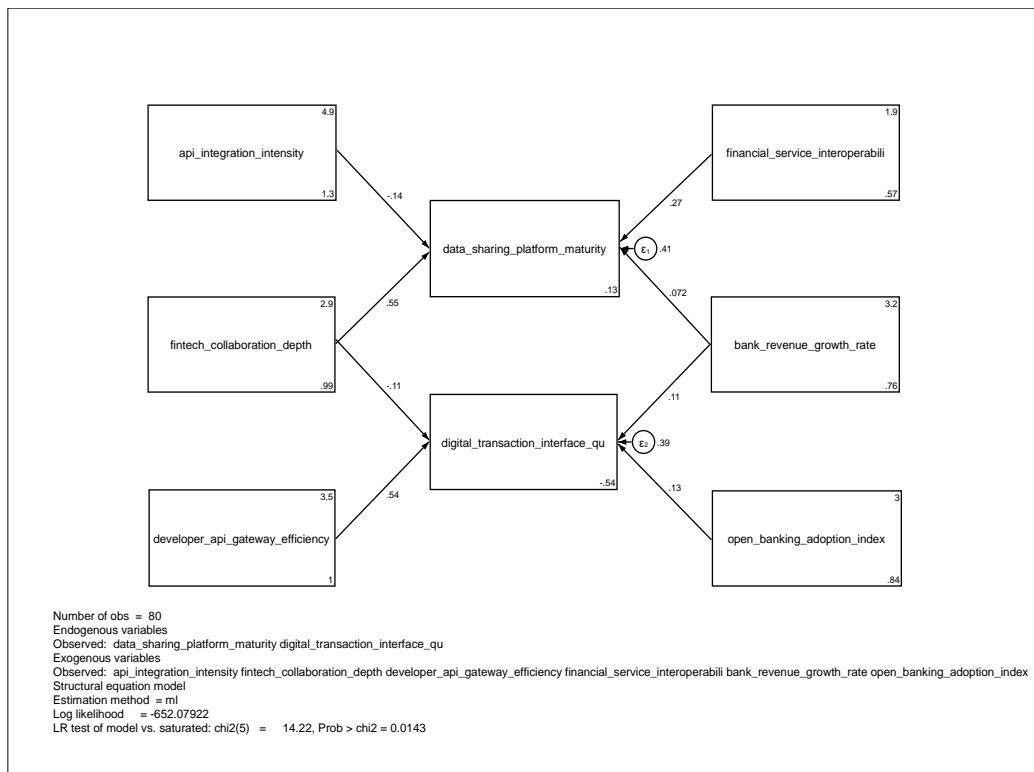 4.9
api_integration_intensity
1.3
1.9
financial_service_interoperabili
.57
-.14
.27
data_sharing_platform_maturity
.13
ε1 .41
2.9
fintech_collaboration_depth
.99
.55
.072
3.2
bank_revenue_growth_rate
.76
-.11
.11
digital_transaction_interface_qu
-.54
ε2 .39
3.5
developer_api_gateway_efficiency
1
.54
.13
3
open_banking_adoption_index
.84
Number of obs = 80
Endogenous variables
Observed: data_sharing_platform_maturity digital_transaction_interface_qu
Exogenous variables
Observed: api_integration_intensity fintech_collaboration_depth developer_api_gateway_efficiency financial_service_interoperabili bank_revenue_growth_rate open_banking_adoption_index
Structural equation model
Estimation method = ml
Log likelihood = -652.07922
LR test of model vs. saturated: chi2(5) = 14.22, Prob > chi2 = 0.0143